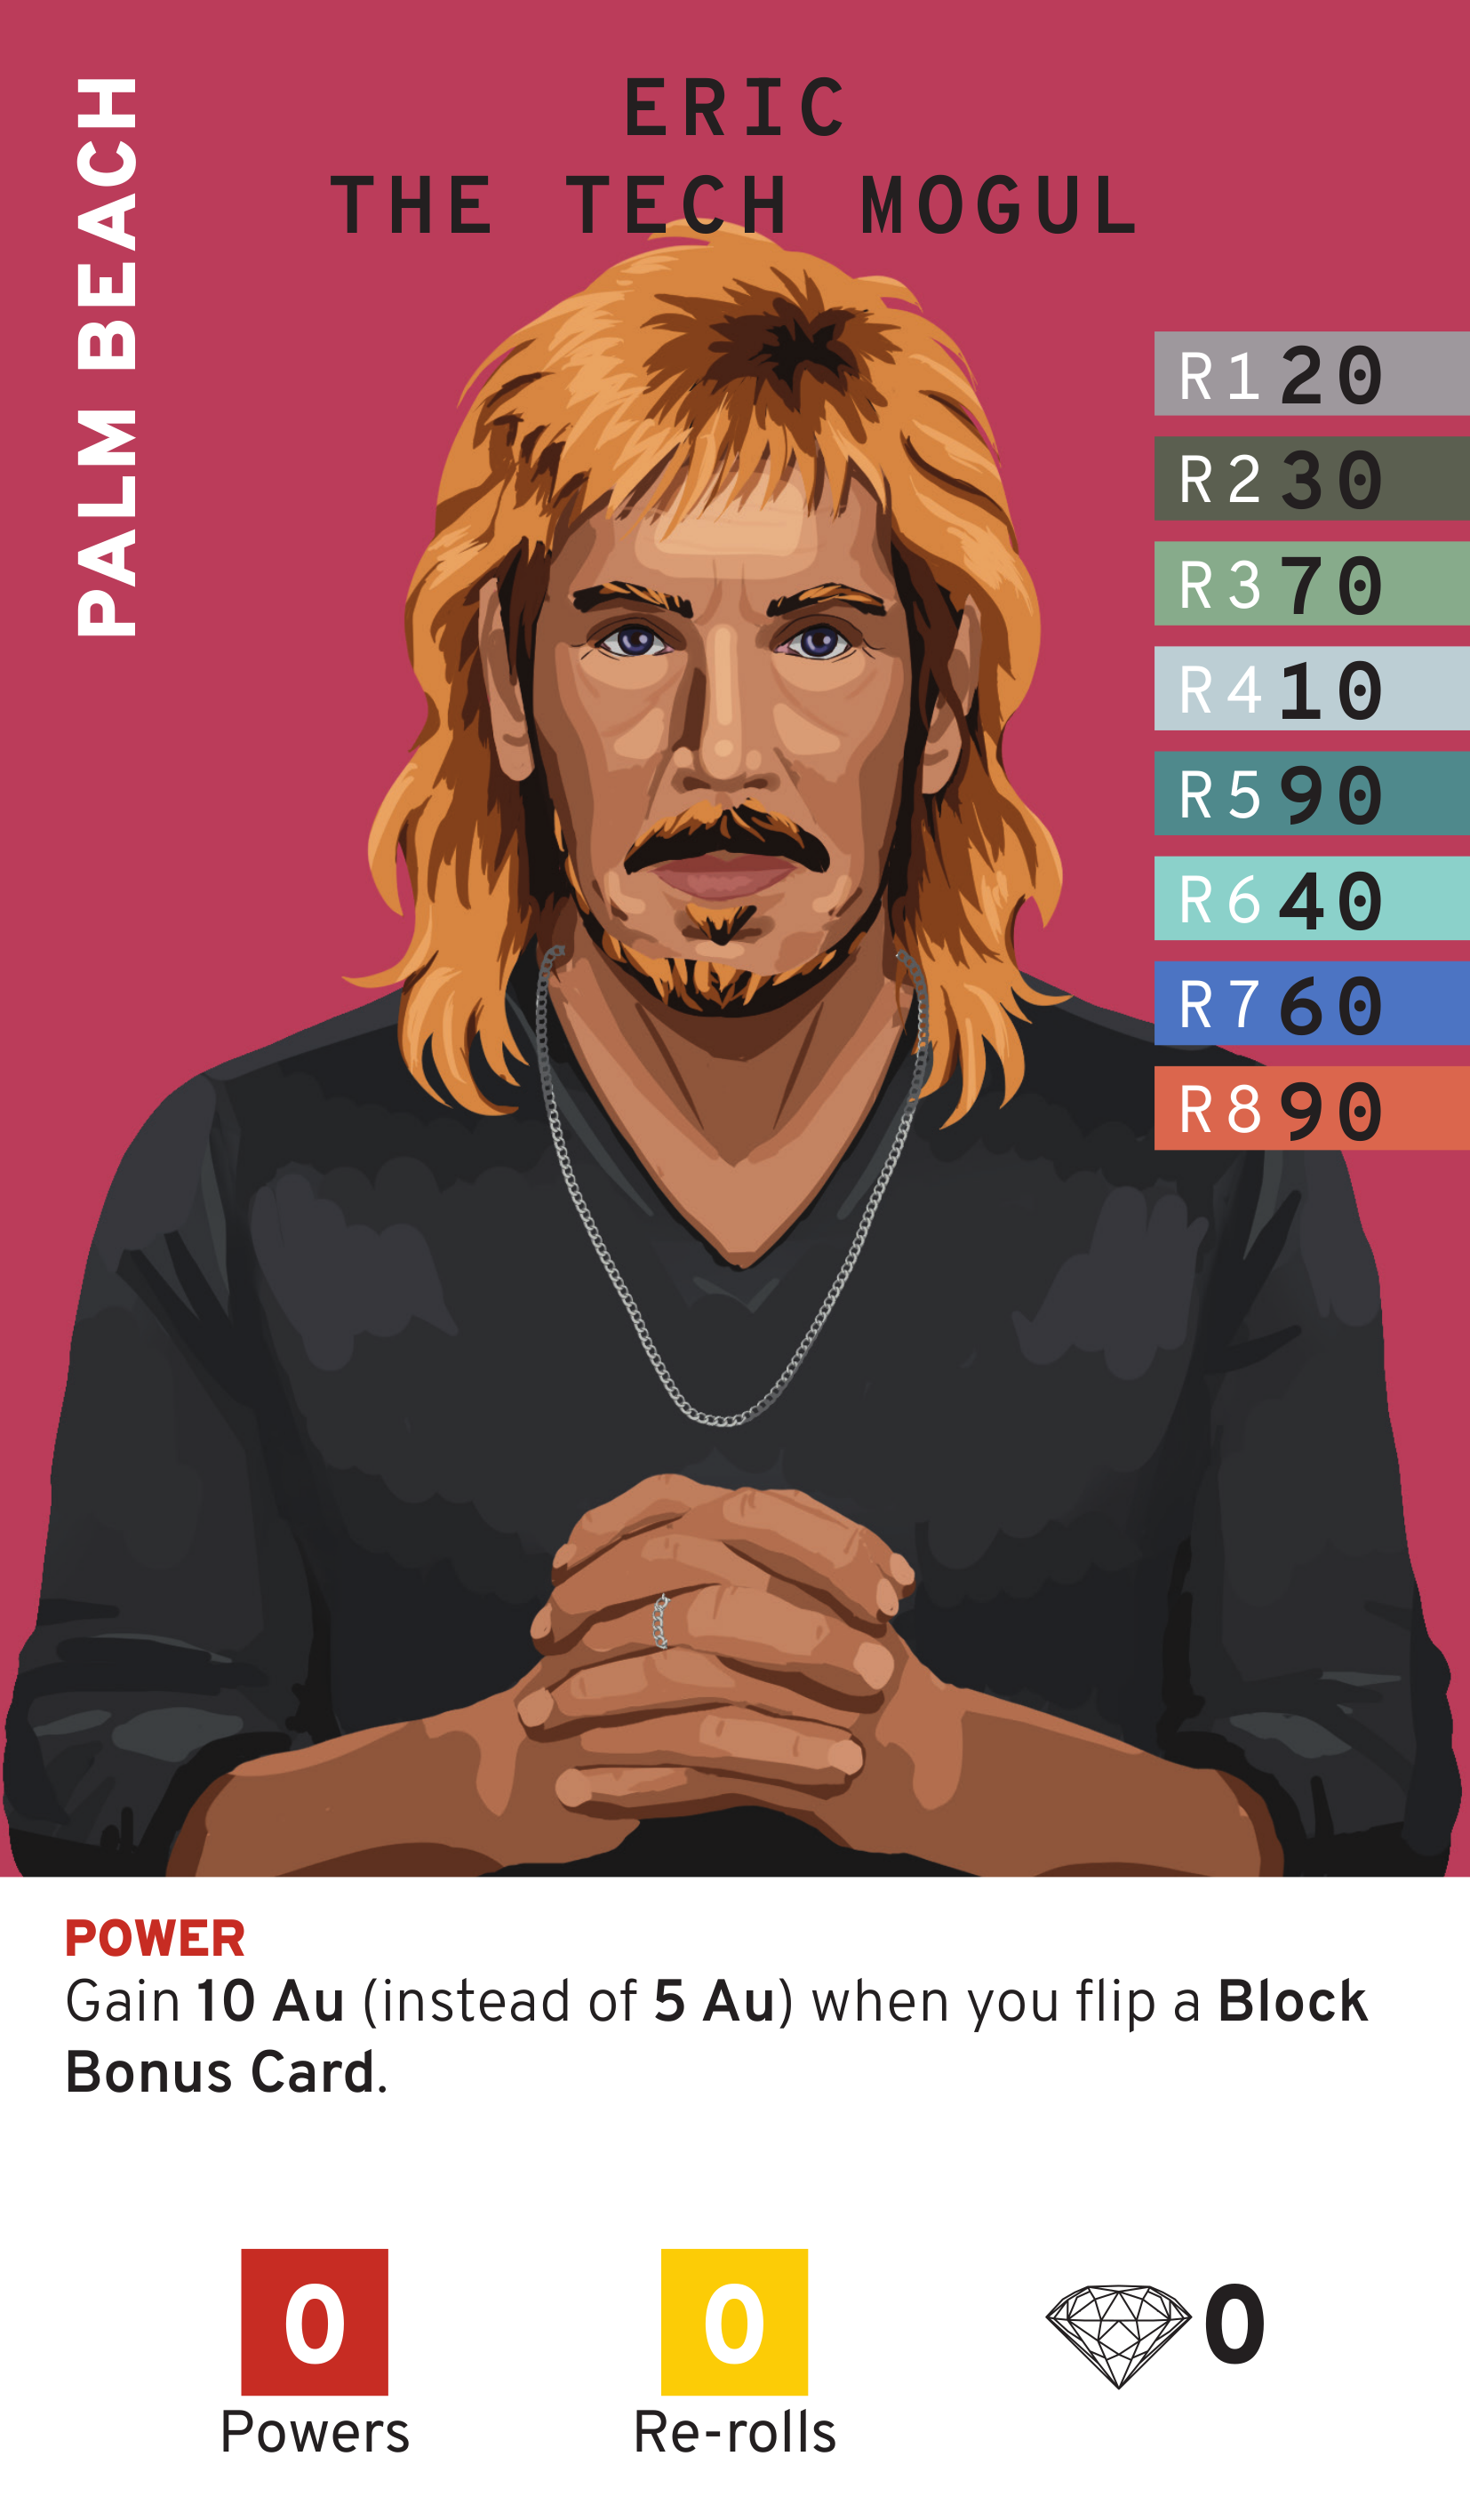 PALM BEACH
ERIC
THE TECH MOGUL
R1 20
R2 30
R3 70
R4 10
R5 90
R6 40
R7 60
R8 90
POWER
Gain 10 Au (instead of 5 Au) when you flip a Block
Bonus Card.
0
Powers
0
Re-rolls
0